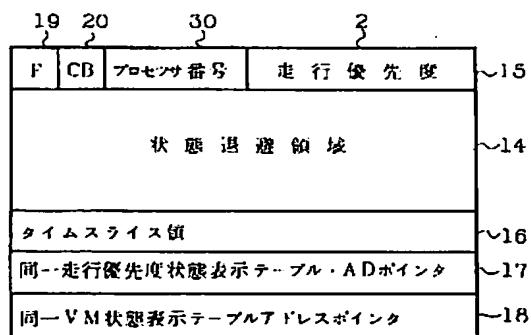 19 20 30 2
F CB プロセッサ番号 走行優先度 15
状態退避領域 14
タイムスライス値 16
同一走行優先度状態表示テーブル・ADポインタ 17
同一VM状態表示テーブルアドレスポインタ 18